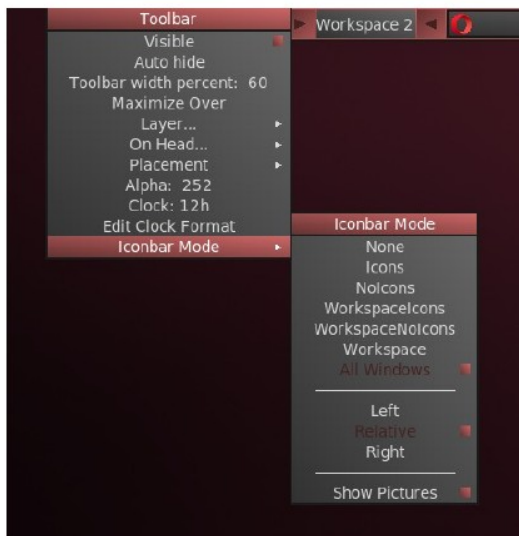 Toolbar
Workspace 2
Visible
Auto hide
Toolbar width percent: 60
Maximize Over
Layer...
On Head...
Placement
Alpha: 252
Clock: 12h
Edit Clock Format
Iconbar Mode
Iconbar Mode
None
Icons
NoIcons
WorkspaceIcons
WorkspaceNoIcons
Workspace
All Windows
Left
Relative
Right
Show Pictures